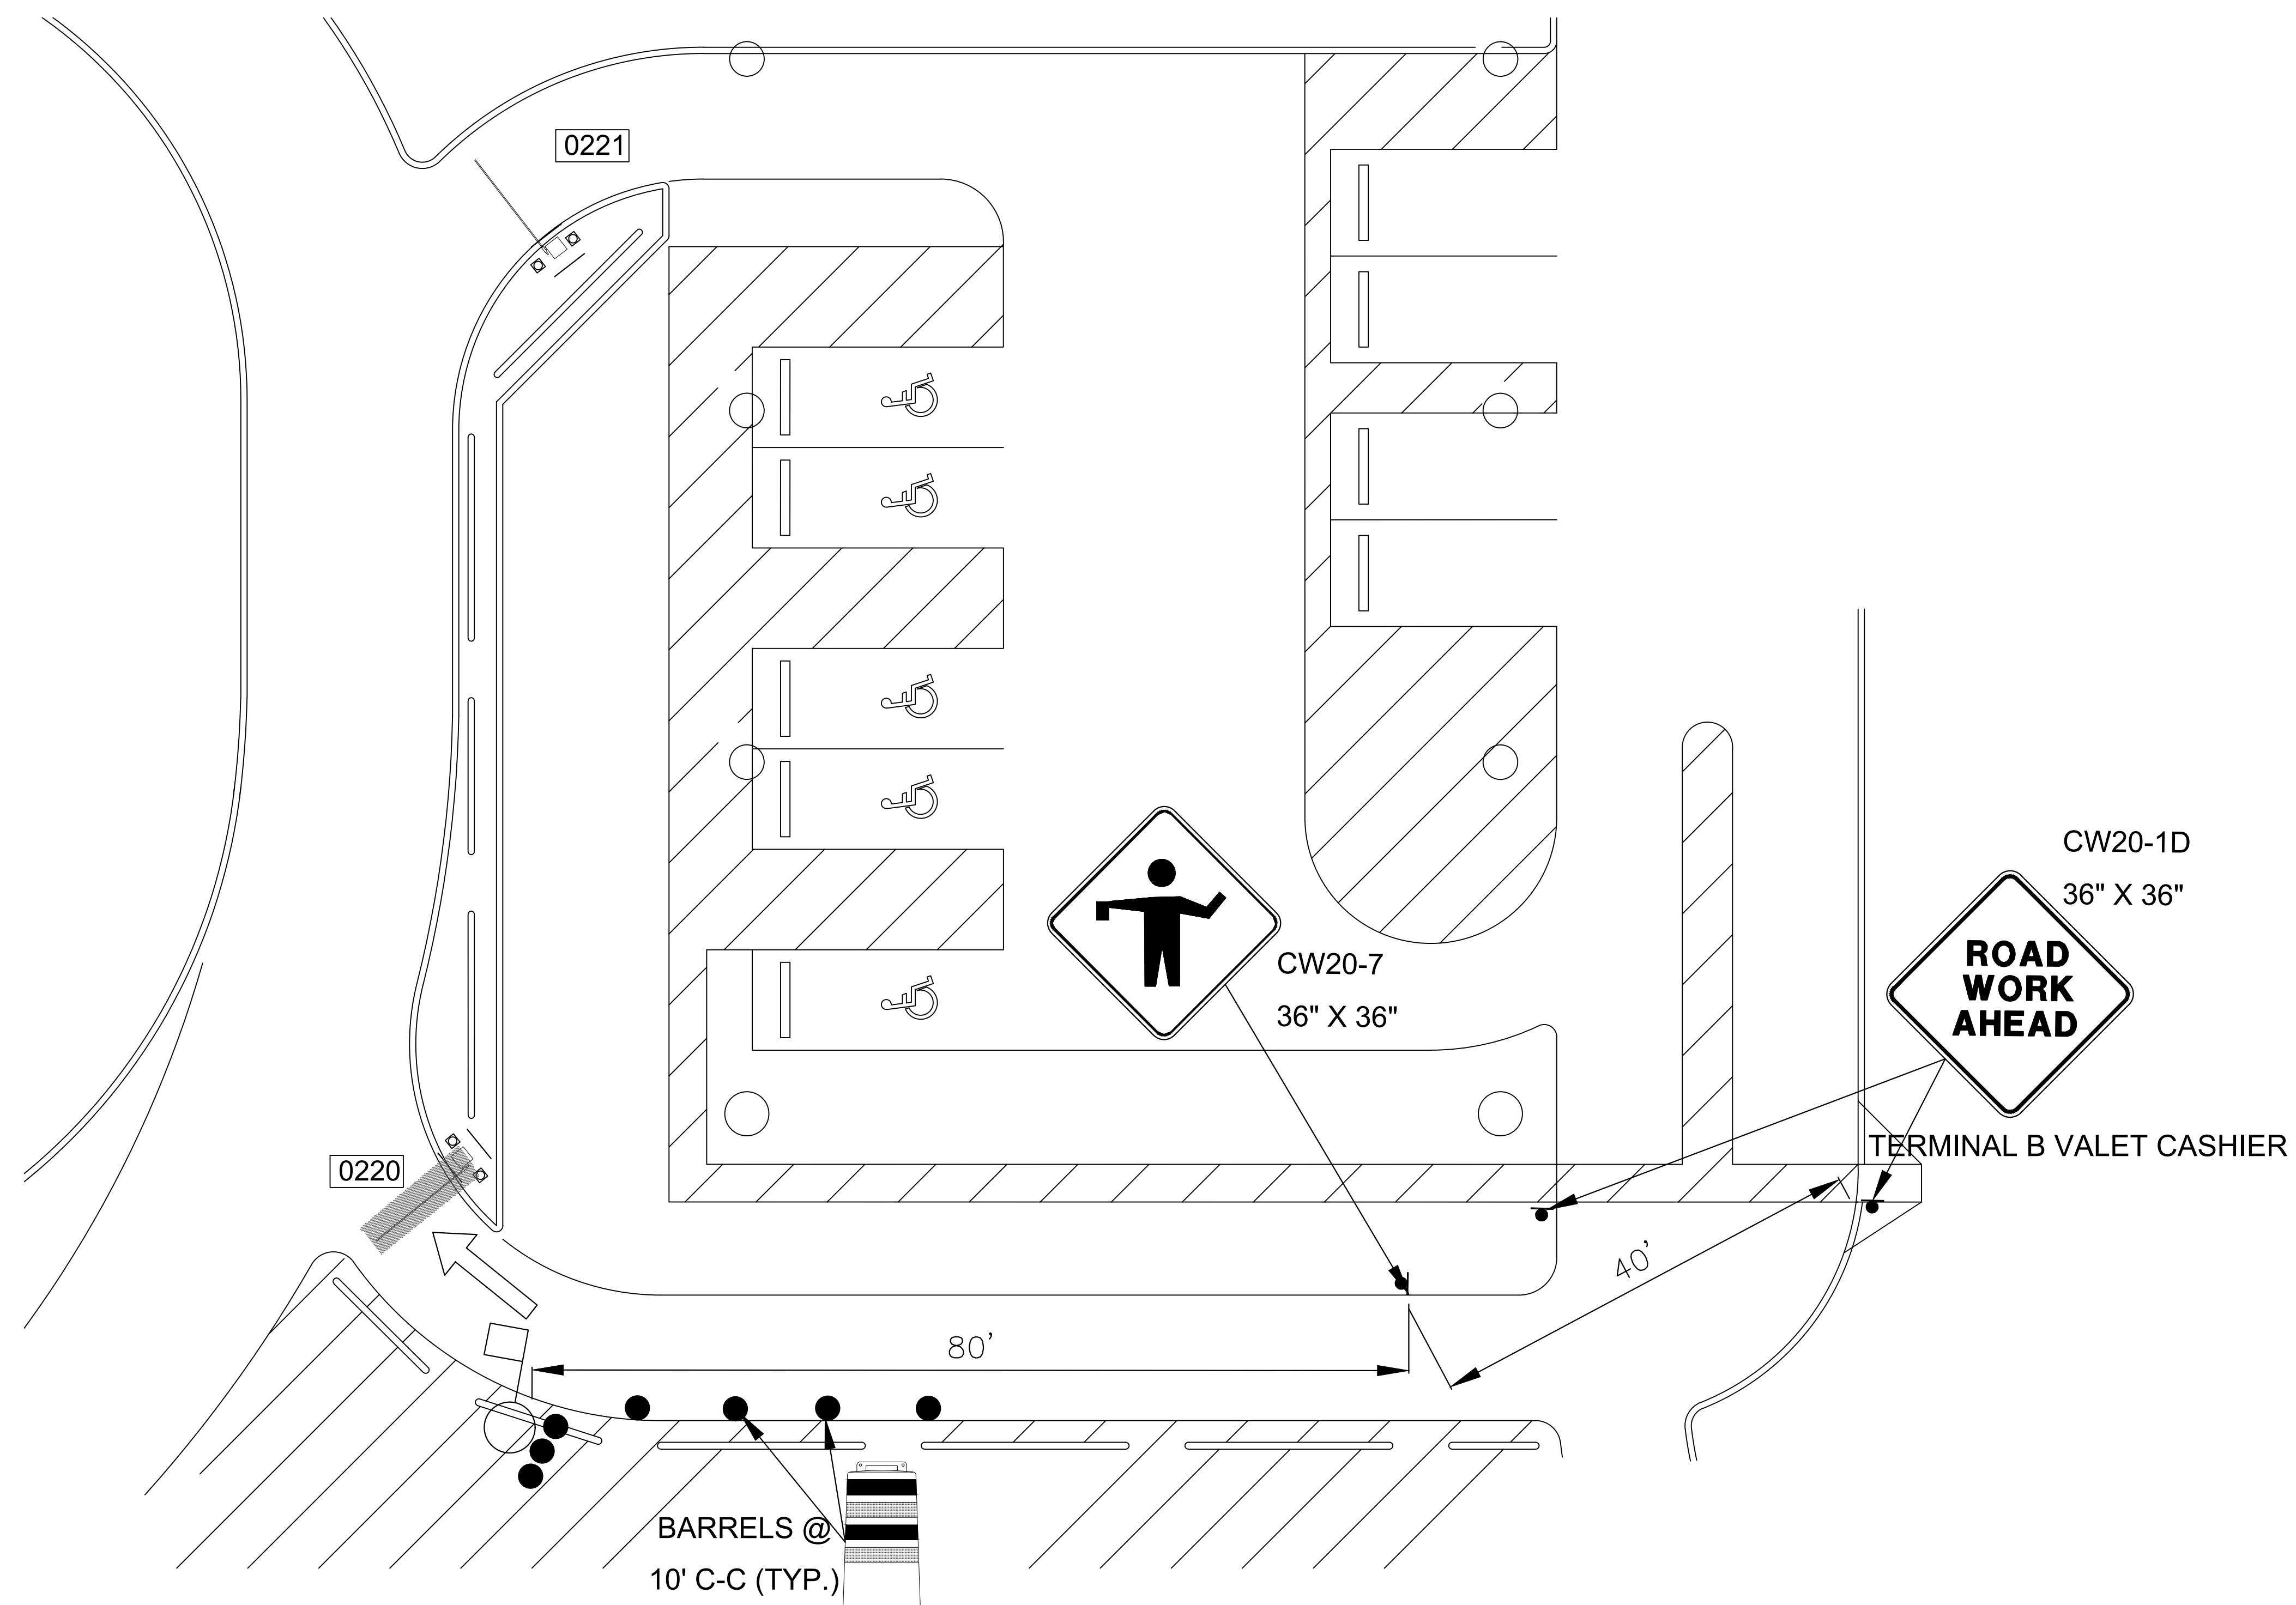 0221
CW20-1D
36" X 36"
ROAD
WORK
AHEAD
CW20-7
36" X 36"
TERMINAL B VALET CASHIER
0220
40'
80'
BARRELS @
10' C-C (TYP.)